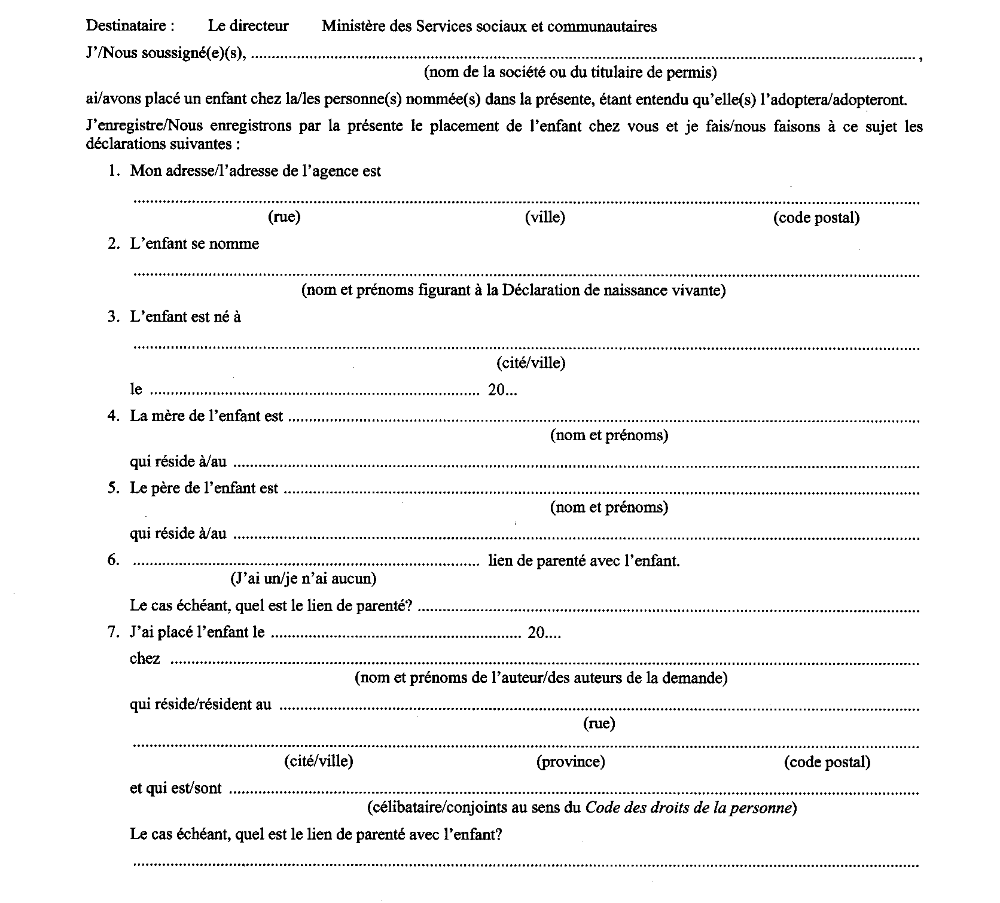 Destinataire : Le directeur Ministère des Services sociaux et communautaires
J’/Nous soussigné(e)(s), ........................................................................ ,
(nom de la société ou du titulaire de permis)
ai/avons placé un enfant chez la/les personne(s) nommée(s) dans la présente, étant entendu qu’elle(s) l’adoptera/adopteront.
J’enregistre/Nous enregistrons par la présente le placement de l’enfant chez vous et je fais/nous faisons à ce sujet les
déclarations suivantes :
1. Mon adresse/l’adresse de l’agence est
........................................................................
(rue) (ville) (code postal)
2. L’enfant se nomme
........................................................................
(nom et prénoms figurant à la Déclaration de naissance vivante)
3. L’enfant est né à
........................................................................
(cité/ville)
le ........................................................................ 20...
4. La mère de l’enfant est ........................................................................
(nom et prénoms)
qui réside à/au ........................................................................
5. Le père de l’enfant est ........................................................................
(nom et prénoms)
qui réside à/au ........................................................................
6. ........................................................................ lien de parenté avec l’enfant.
(J’ai un/je n’ai aucun)
Le cas échéant, quel est le lien de parenté? ........................................................................
7. J’ai placé l’enfant le ............................................................ 20....
chez ........................................................................
(nom et prénoms de l’auteur/des auteurs de la demande)
qui réside/résident au ........................................................................
(rue)
........................................................................
(cité/ville) (province) (code postal)
et qui est/sont ........................................................................
(célibataire/conjoints au sens du Code des droits de la personne)
Le cas échéant, quel est le lien de parenté avec l’enfant?
........................................................................